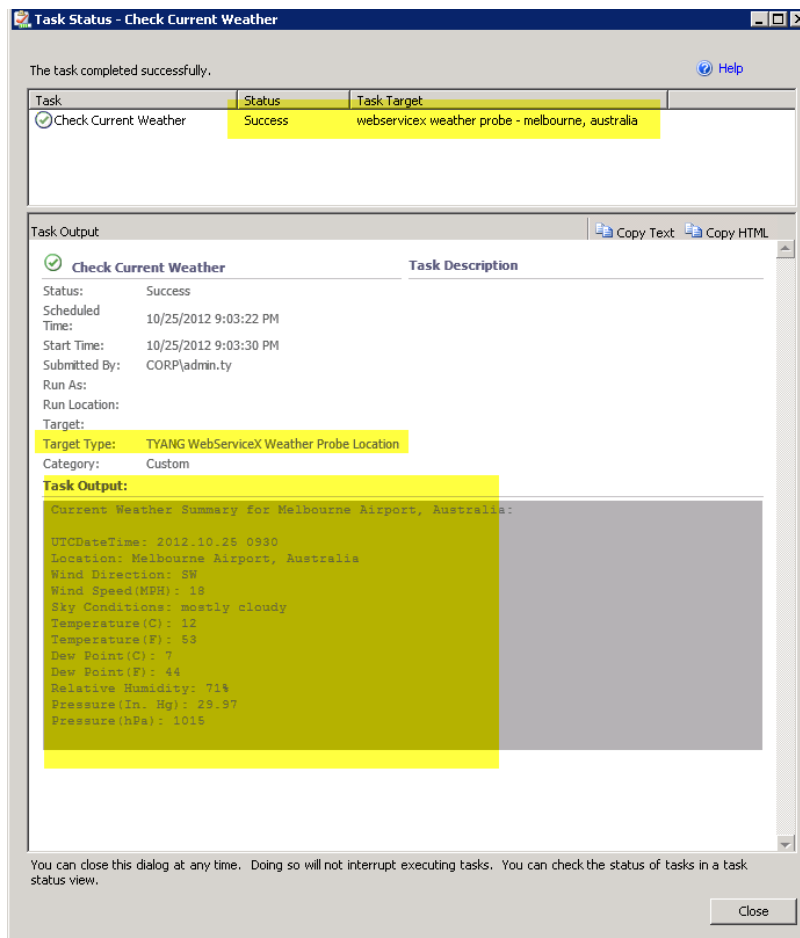 Task Status - Check Current Weather
The task completed successfully.
Help
Task Status Task Target
Check Current Weather Success webservicex weather probe - melbourne, australia
Task Output Copy Text Copy HTML
Check Current Weather Task Description
Status: Success
Scheduled
Time: 10/25/2012 9:03:22 PM
Start Time: 10/25/2012 9:03:30 PM
Submitted By: CORP\admin.ty
Run As:
Run Location:
Target:
Target Type: TYANG WebServiceX Weather Probe Location
Category: Custom
Task Output:
Current Weather Summary for Melbourne Airport, Australia:
UTCDateTime: 2012.10.25 0930
Location: Melbourne Airport, Australia
Wind Direction: SW
Wind Speed(MPH): 18
Sky Conditions: mostly cloudy
Temperature(C): 12
Temperature(F): 53
Dew Point(C): 7
Dew Point(F): 44
Relative Humidity: 71%
Pressure(In. Hg): 29.97
Pressure(hPa): 1015
You can close this dialog at any time. Doing so will not interrupt executing tasks. You can check the status of tasks in a task
status view.
Close